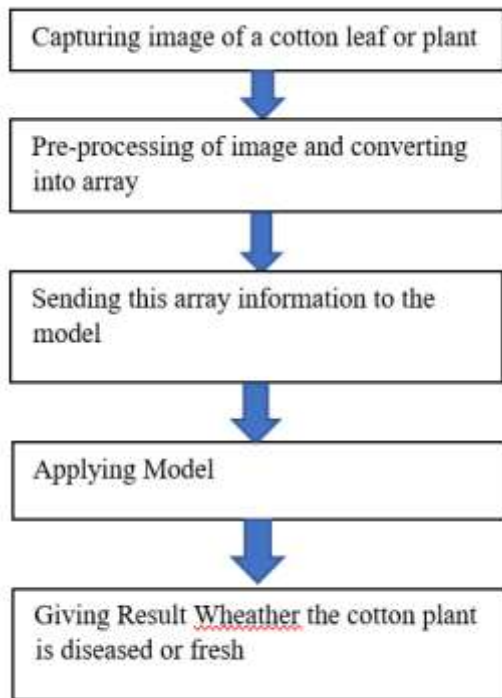 Capturing image of a cotton leaf or plant
Pre-processing of image and converting
into array
Sending this array information to the
model
Applying Model
Giving Result Wheather the cotton plant
is diseased or fresh